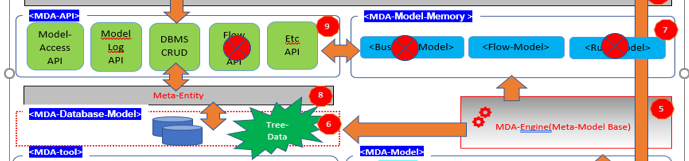 <MDA-API>
9
Model-
Access
API
Model
Log
API
DBMS
CRUD
Flow
API
Etc
API
<MDA-Model-Memory >
7
<Bus Model>
<Flow-Model>
<Ru Model>
Meta-Entity
8
<MDA-Database-Model>
6
Tree-
Data
5
MDA-Engine(Meta-Model Base)
<MDA-tool>
<MDA-Model>